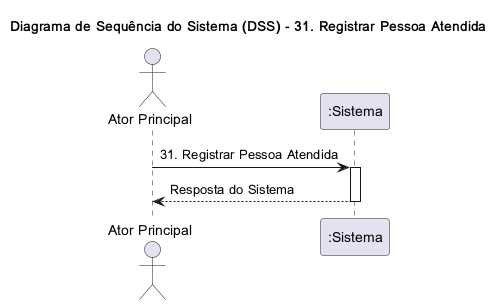 Diagrama de Sequência do Sistema (DSS) - 31. Registrar Pessoa Atendida
Ator Principal
:Sistema
31. Registrar Pessoa Atendida
Resposta do Sistema
Ator Principal
:Sistema